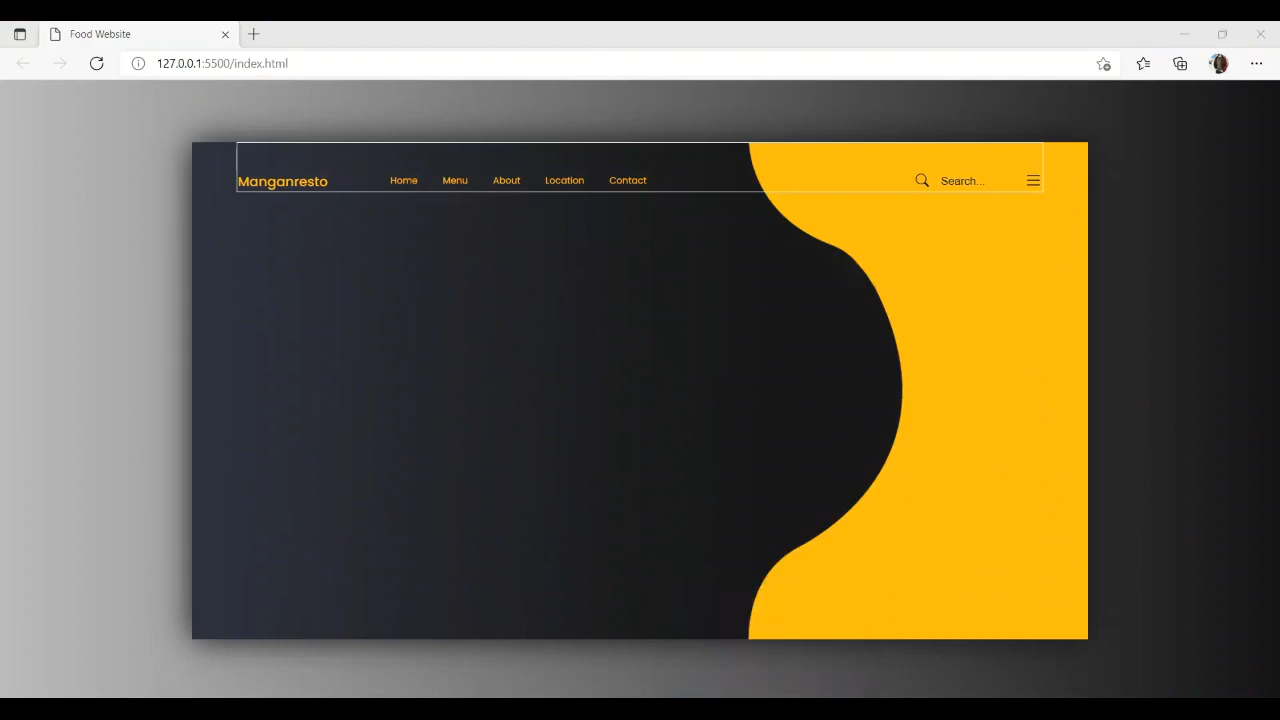 Food Website
127.0.0.1:5500/index.html
Manganresto Home Menu About Location Contact Search...